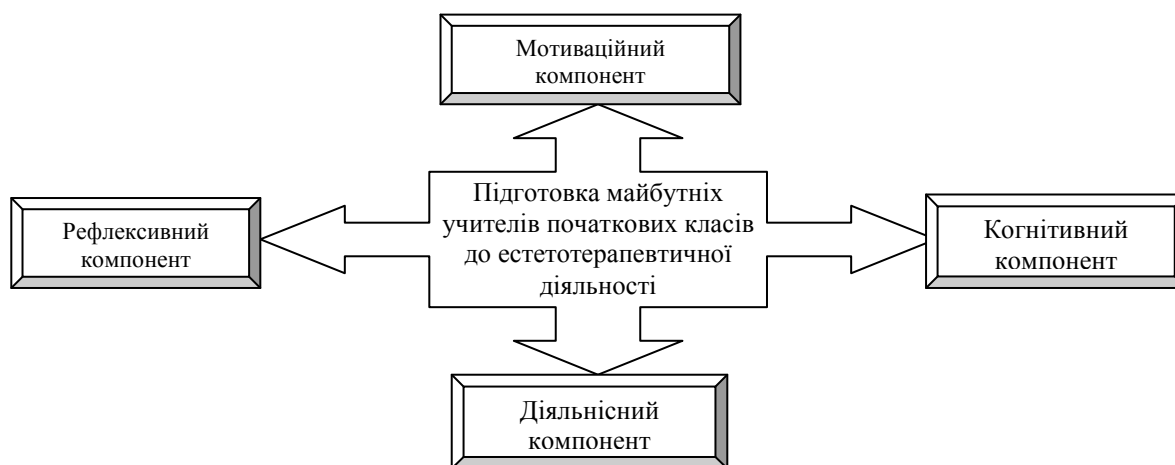 Мотиваційний
компонент
Підготовка майбутніх
учителів початкових класів
до естетотерапевтичної
діяльності
Рефлексивний
компонент
Когнітивний
компонент
Діяльнісний
компонент